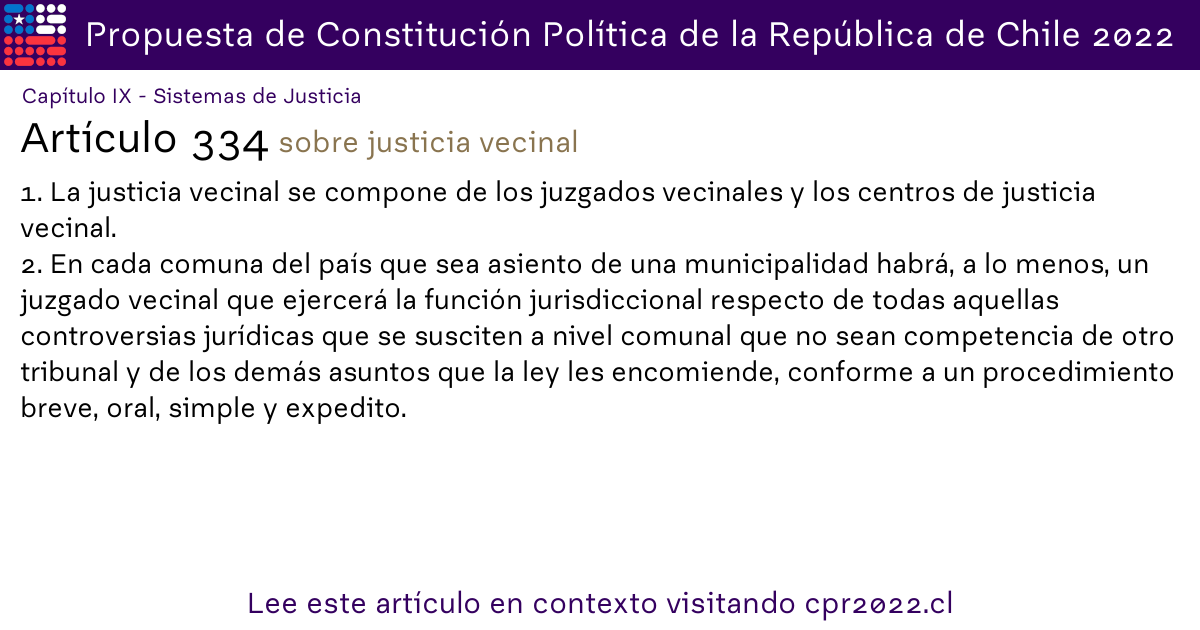 Propuesta de Constitución Política de la República de Chile 2022
Capítulo IX - Sistemas de Justicia
Artículo 334 sobre justicia vecinal
1. La justicia vecinal se compone de los juzgados vecinales y los centros de justicia
vecinal.
2. En cada comuna del país que sea asiento de una municipalidad habrá, a lo menos, un
juzgado vecinal que ejercerá la función jurisdiccional respecto de todas aquellas
controversias jurídicas que se susciten a nivel comunal que no sean competencia de otro
tribunal y de los demás asuntos que la ley les encomiende, conforme a un procedimiento
breve, oral, simple y expedito.
Lee este artículo en contexto visitando cpr2022.cl